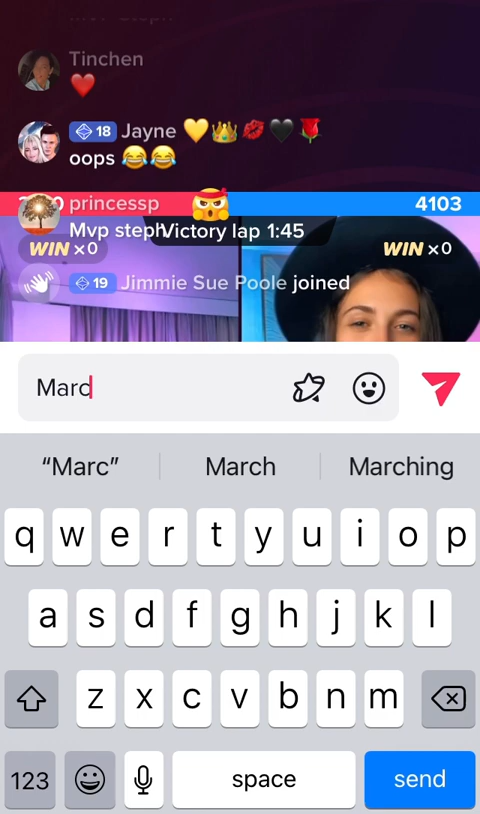 Tinchen
❤️
18 Jayne 💛👑💋🖤🌹
oops 😂😂
princessp
4103
Mvp steph
Victory lap 1:45
WIN ×0
WIN ×0
19 Jimmie Sue Poole joined
Marc
“Marc” March Marching
q w e r t y u i o p
a s d f g h j k l
z x c v b n m
123 space send